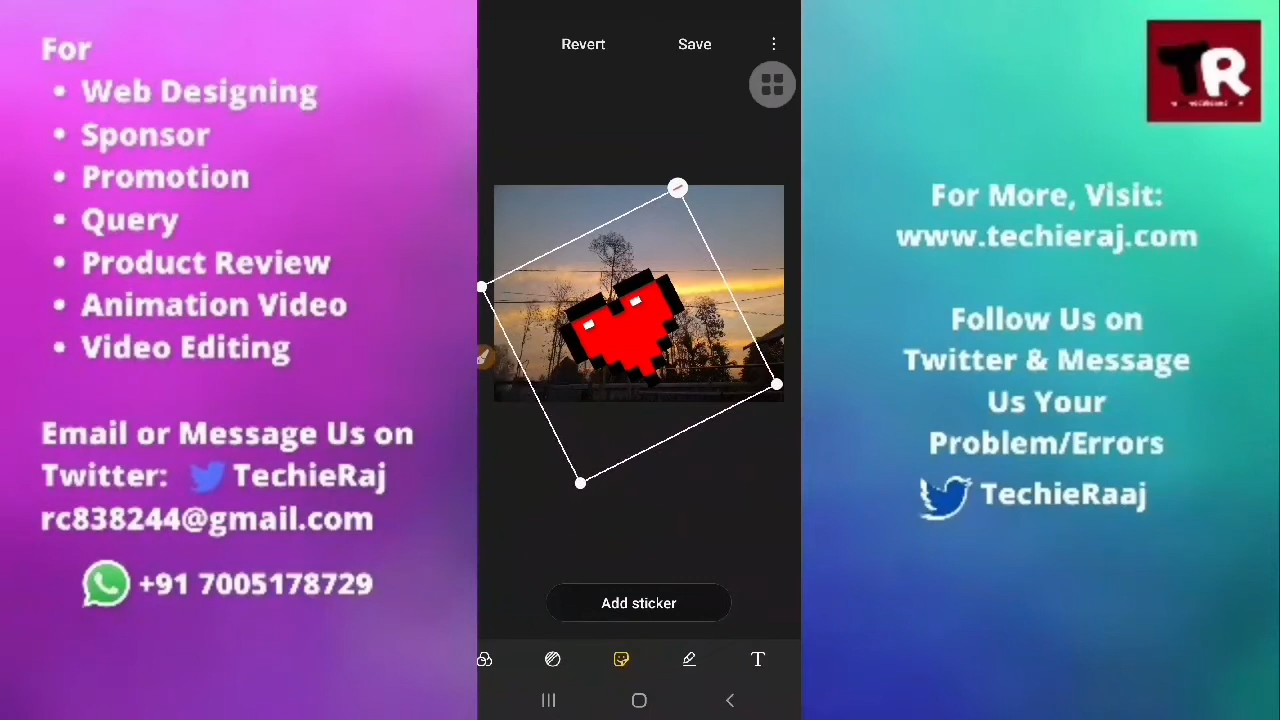 For
• Web Designing
• Sponsor
• Promotion
• Query
• Product Review
• Animation Video
• Video Editing
Email or Message Us on
Twitter: TechieRaj
rc838244@gmail.com
+91 7005178729
Revert Save
Add sticker
T
TR
For More, Visit:
www.techieraj.com
Follow Us on
Twitter & Message
Us Your
Problem/Errors
TechieRaaj